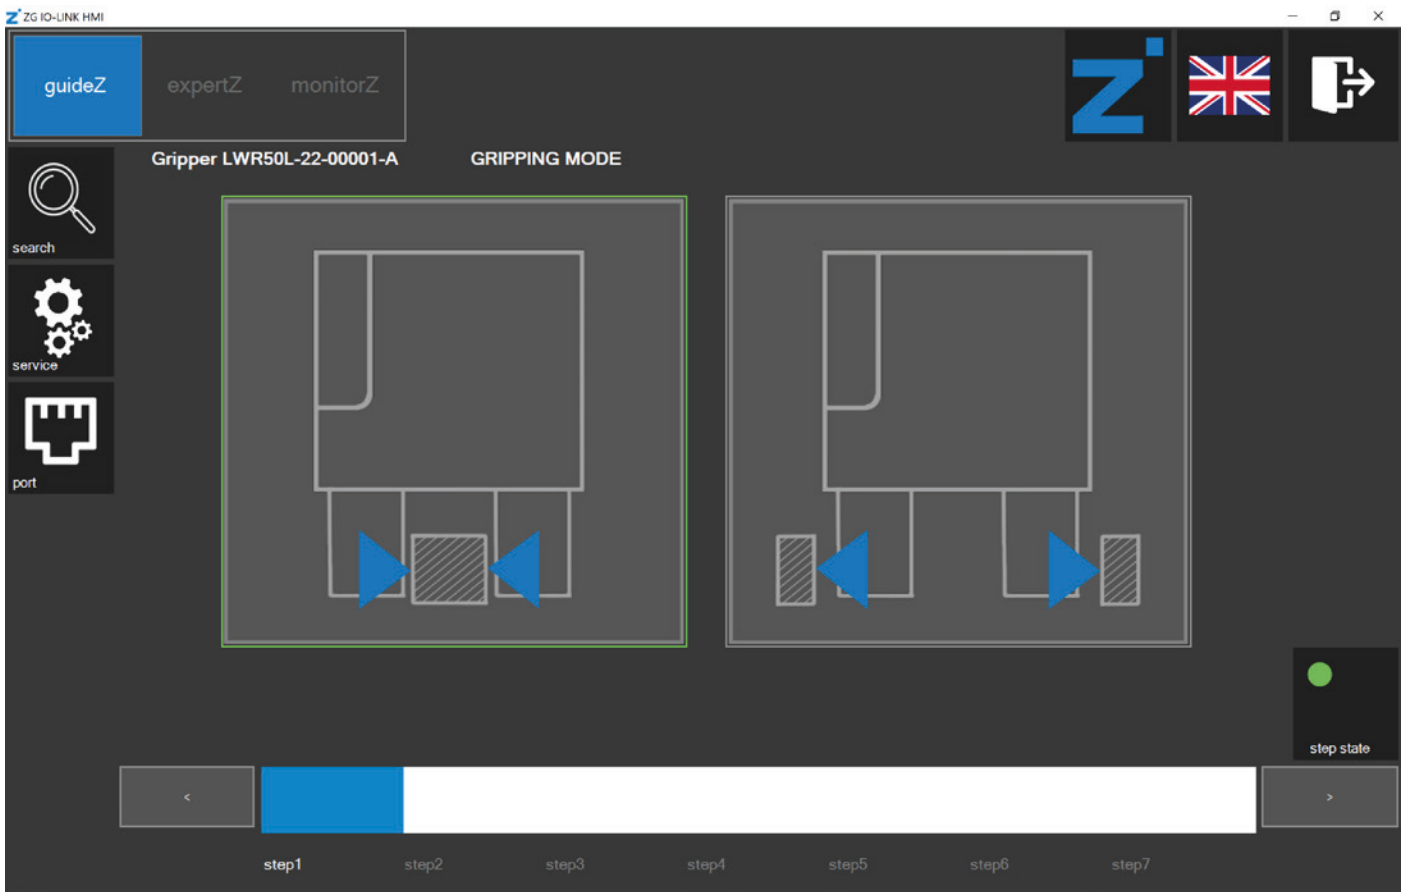 ZG IO-LINK HMI
guideZ expertZ monitorZ
Gripper LWR50L-22-00001-A GRIPPING MODE
search
service
port
step state
< >
step1 step2 step3 step4 step5 step6 step7